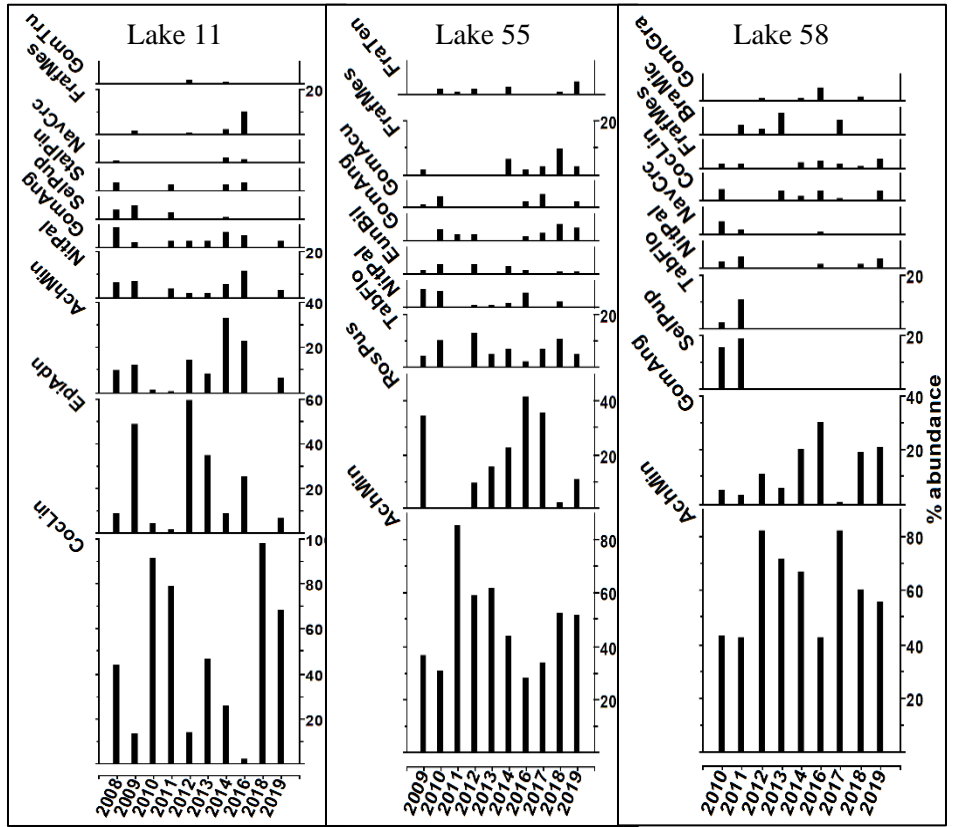 Lake 11
GomTru
FrafMes
20
NavCrc
StalPin
SelPup
GomAng
NitPal
20
AchMin
40
20
EpiAdn
60
40
20
CocLin
100
80
60
40
20
2008
2009
2010
2011
2012
2013
2014
2016
2018
2019
Lake 55
FraTen
FrafMes
20
GomAcu
GomAng
EunBil
NitPal
TabFlo
20
RosPus
40
20
AchMin
80
60
40
20
2009
2010
2011
2012
2013
2014
2016
2017
2018
2019
Lake 58
GomGra
BraMic
FrafMes
CocLin
NavCrc
NitPal
TabFlo
20
SelPup
20
GomAng
40
20
AchMin
80
60
40
20
2010
2011
2012
2013
2014
2016
2017
2018
2019
% abundance